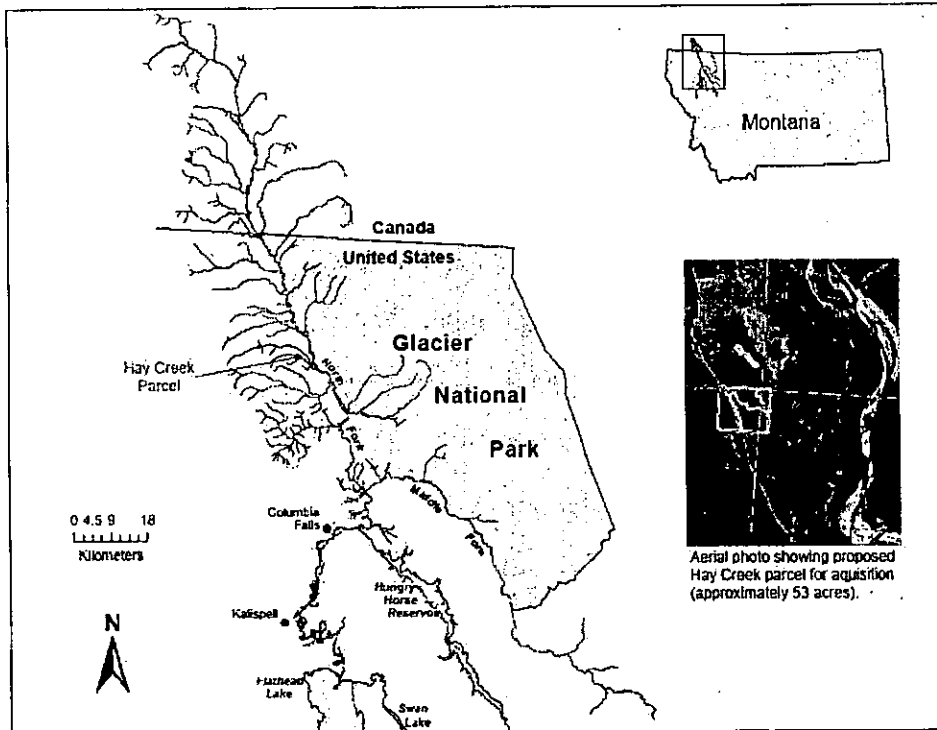 Montana
Canada
United States
Glacier
National
Park
Hay Creek
Parcel
North
Fork
Middle
Fork
Columbia
Falls
0 4.5 9 18
Kilometers
Hungry
Horse
Reservoir
Kalispell
N
Flathead
Lake
Swan
Lake
Aerial photo showing proposed
Hay Creek parcel for aquisition
(approximately 53 acres).